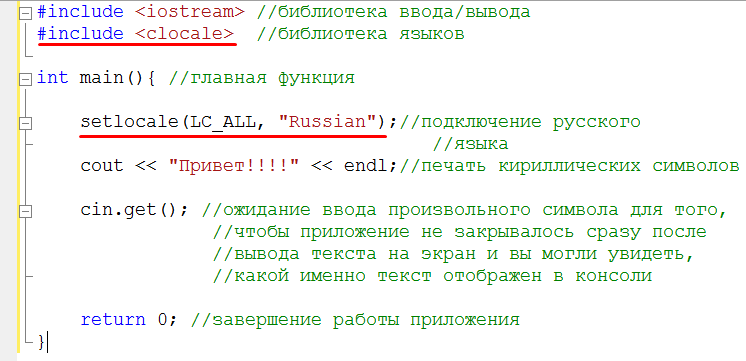 #include <iostream> //библиотека ввода/вывода
#include <clocale>  //библиотека языков
int main(){ //главная функция
setlocale(LC_ALL, "Russian");//подключение русского
//языка
cout << "Привет!!!!" << endl;//печать кириллических символов
cin.get(); //ожидание ввода произвольного символа для того,
//чтобы приложение не закрывалось сразу после
//вывода текста на экран и вы могли увидеть,
//какой именно текст отображен в консоли
return 0; //завершение работы приложения
}